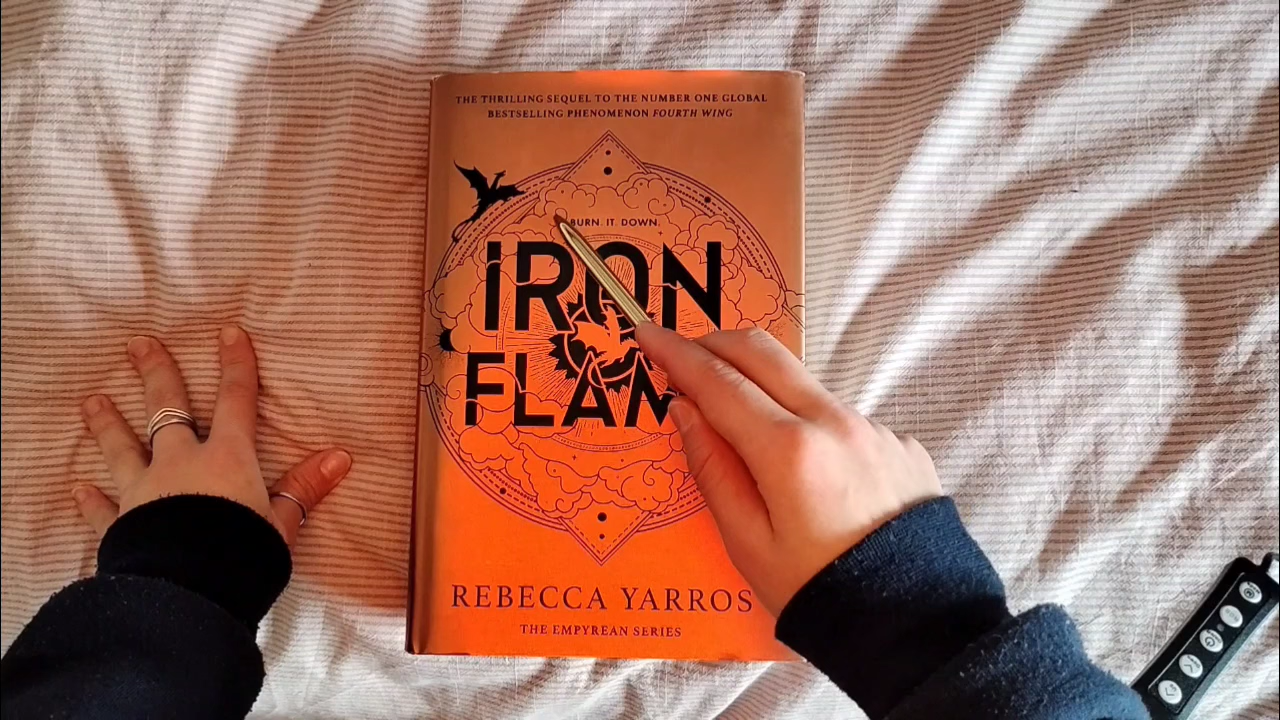 THE THRILLING SEQUEL TO THE NUMBER ONE GLOBAL
BESTSELLING PHENOMENON FOURTH WING
BURN IT DOWN.
IRON
FLAM
REBECCA YARROS
THE EMPYREAN SERIES